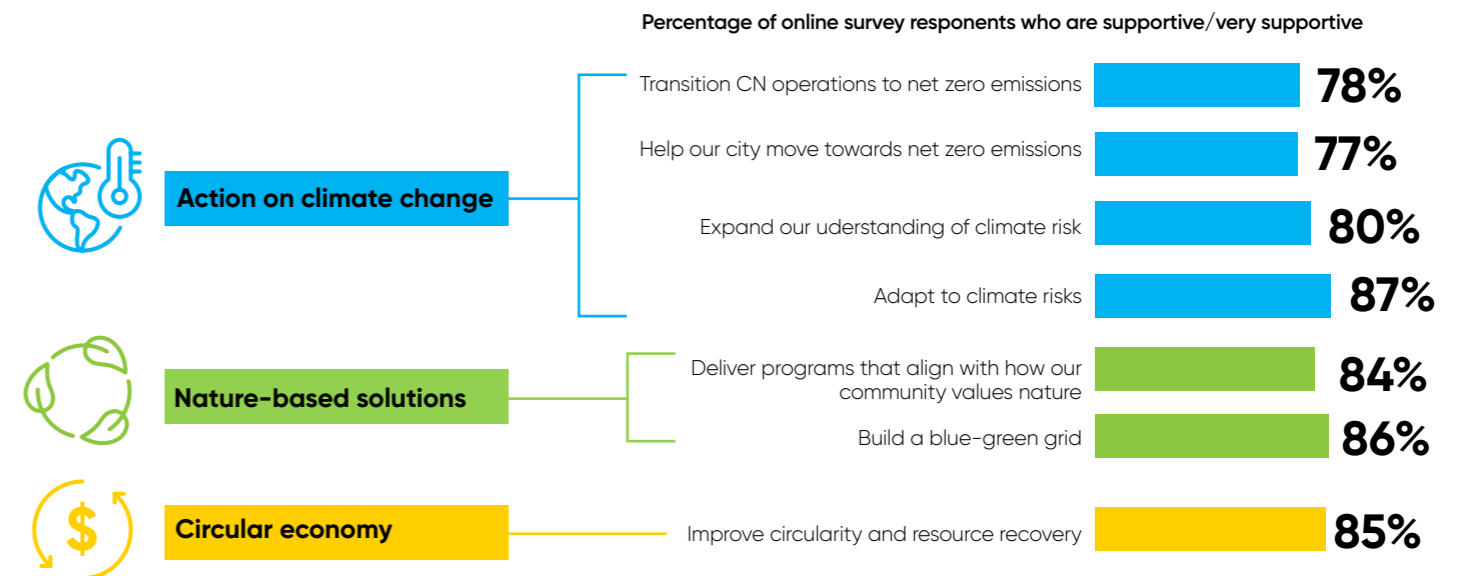 Percentage of online survey responents who are supportive/very supportive
Transition CN operations to net zero emissions 78%
Help our city move towards net zero emissions 77%
Action on climate change
Expand our uderstanding of climate risk 80%
Adapt to climate risks 87%
Nature-based solutions
Deliver programs that align with how our
community values nature 84%
Build a blue-green grid 86%
$
Circular economy
Improve circularity and resource recovery 85%